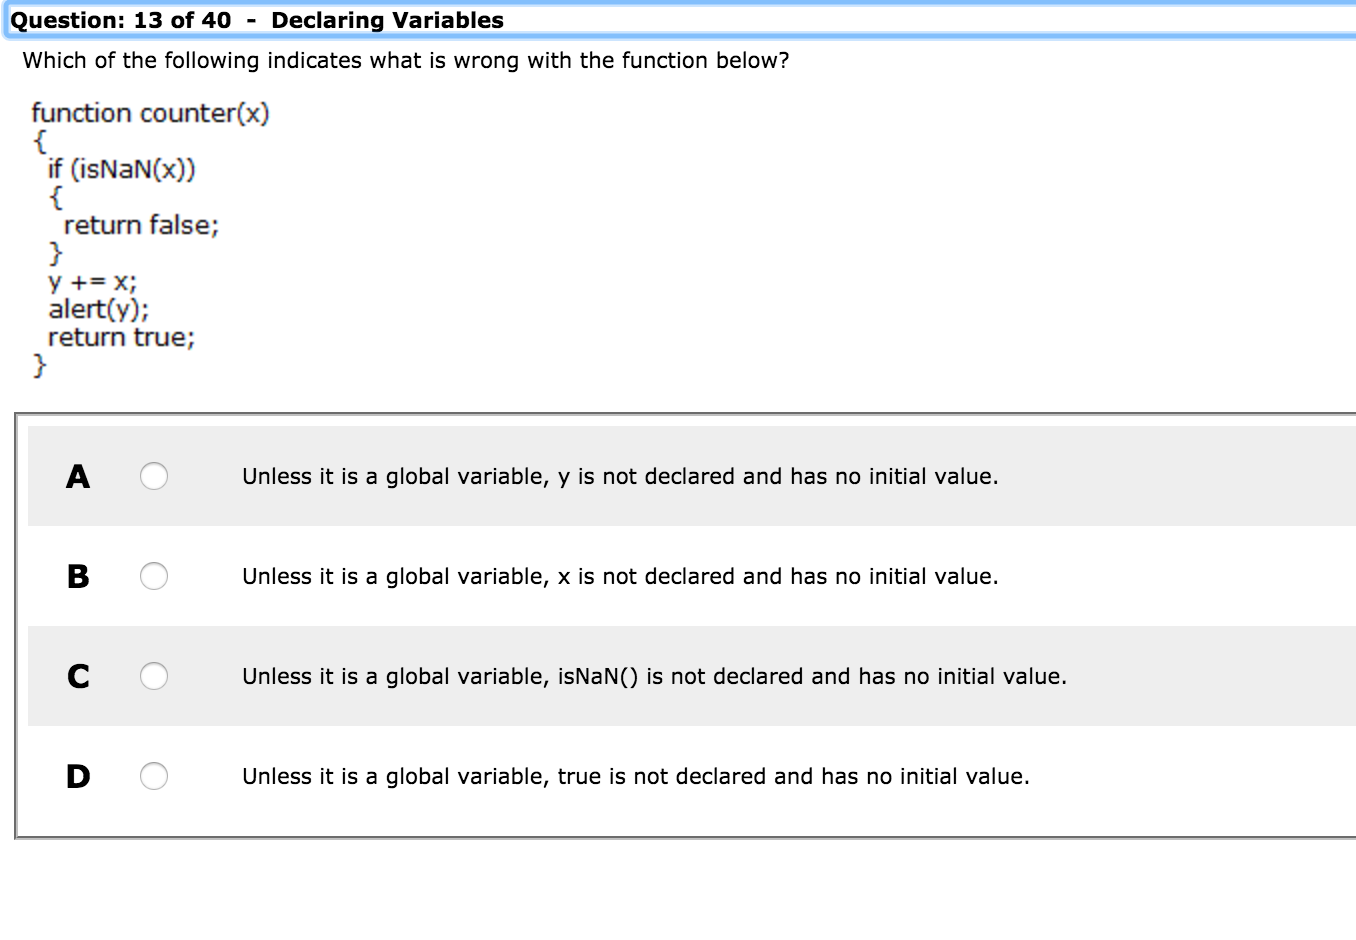 Question: 13 of 40 - Declaring Variables
Which of the following indicates what is wrong with the function below?
function counter(x)
{
if (isNaN(x))
{
return false;
}
y += x;
alert(y);
return true;
}
A Unless it is a global variable, y is not declared and has no initial value.
B Unless it is a global variable, x is not declared and has no initial value.
C Unless it is a global variable, isNaN() is not declared and has no initial value.
D Unless it is a global variable, true is not declared and has no initial value.